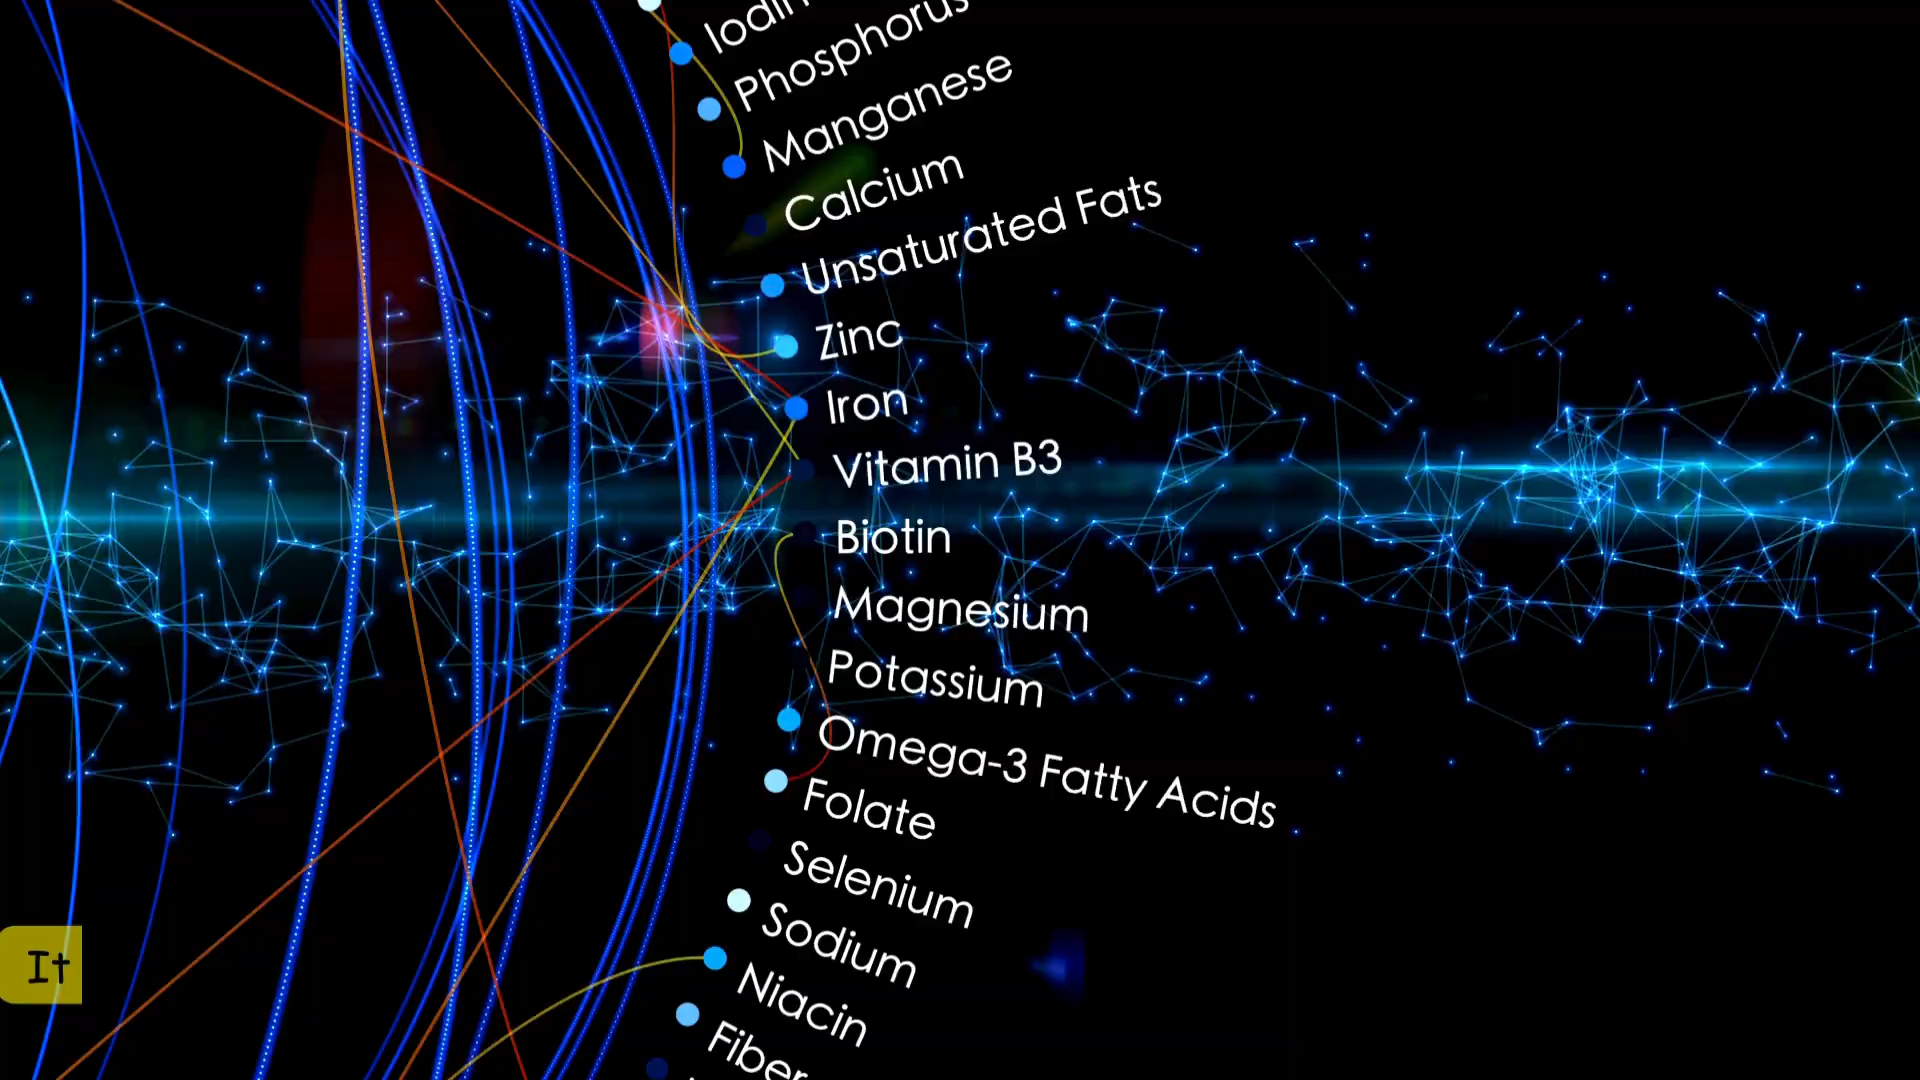 Phosphorus
Manganese
Calcium
Unsaturated Fats
Zinc
Iron
Vitamin B3
Biotin
Magnesium
Potassium
Omega-3 Fatty Acids
Folate
Selenium
Sodium
Niacin
Fiber
It